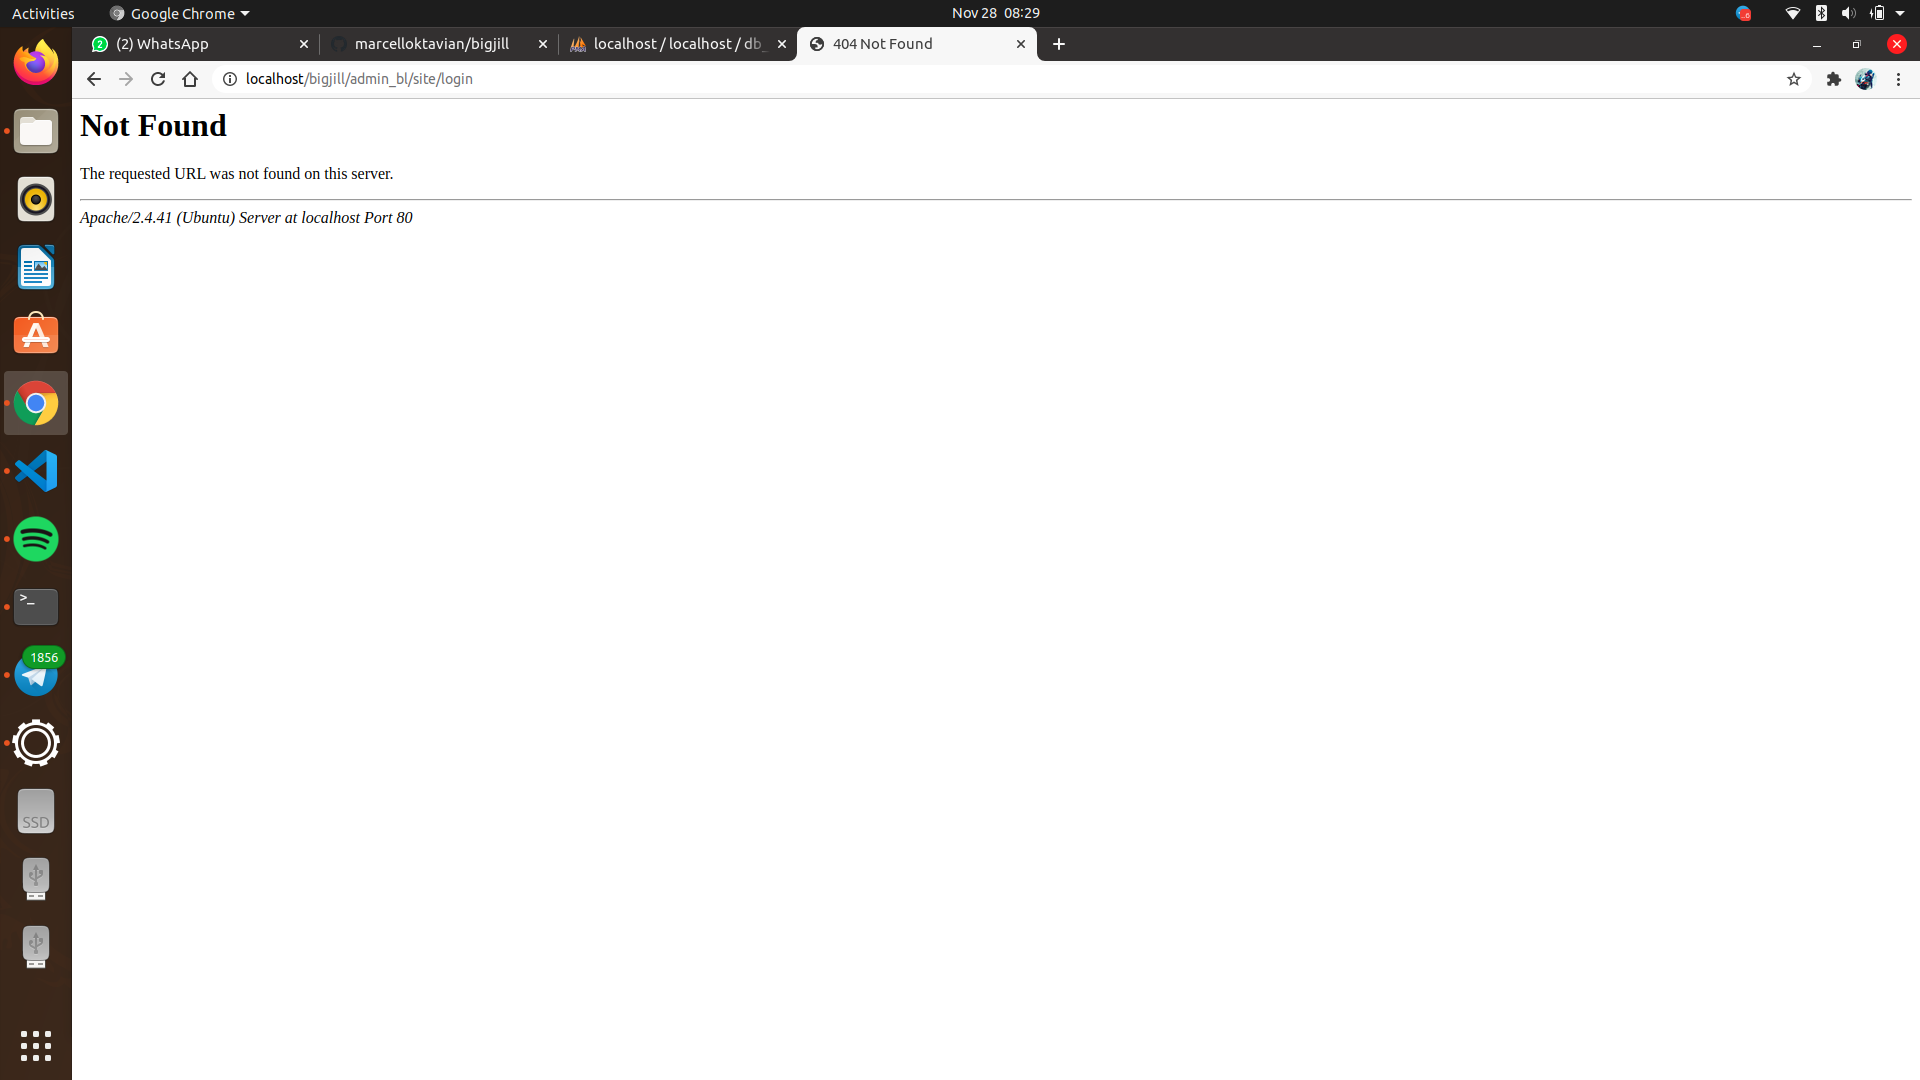 Activities
Google Chrome
Nov 28 08:29
(2) WhatsApp
marcelloktavian/bigjill
localhost / localhost / db_
404 Not Found
localhost/bigjill/admin_bl/site/login
Not Found
The requested URL was not found on this server.
Apache/2.4.41 (Ubuntu) Server at localhost Port 80
>_
1856
SSD